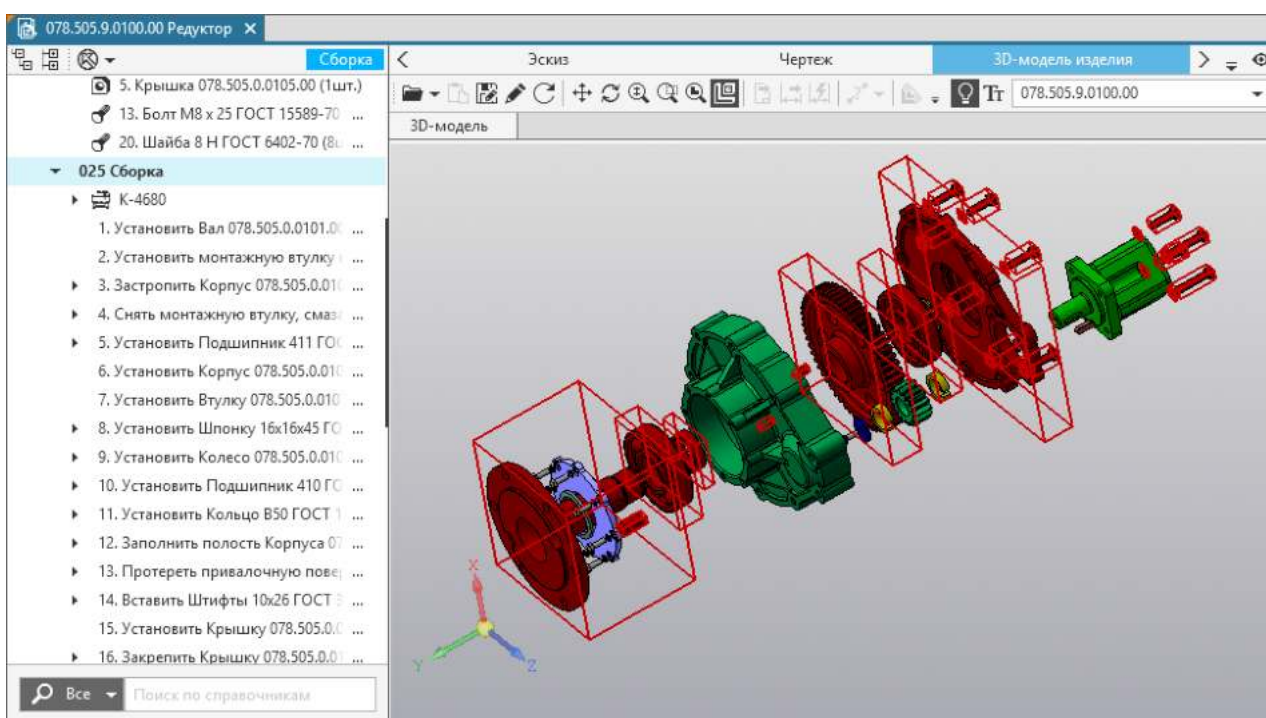 078.505.9.0100.00 Редуктор
Сборка
Эскиз
Чертеж
3D-модель изделия
078.505.9.0100.00
3D-модель
5. Крышка 078.505.0.0105.00 (1шт.)
13. Болт М8 х 25 ГОСТ 15589-70 ...
20. Шайба 8 Н ГОСТ 6402-70 (8 ...
025 Сборка
К-4680
1. Установить Вал 078.505.0.0101.0 ...
2. Установить монтажную втулку ...
3. Застропить Корпус 078.505.0.01 ...
4. Снять монтажную втулку, сма ...
5. Установить Подшипник 411 ГО ...
6. Установить Корпус 078.505.0.01 ...
7. Установить Втулку 078.505.0.010 ...
8. Установить Шпонку 16х16х45 ГО ...
9. Установить Колесо 078.505.0.010 ...
10. Установить Подшипник 410 ГО ...
11. Установить Кольцо В50 ГОСТ 1 ...
12. Заполнить полость Корпуса 07 ...
13. Протереть привалочную пове ...
14. Вставить Штифты 10х26 ГОСТ ...
15. Установить Крышку 078.505.0. ...
16. Закрепить Крышку 078.505.0.0 ...
Все
Поиск по справочникам
X
Y
Z